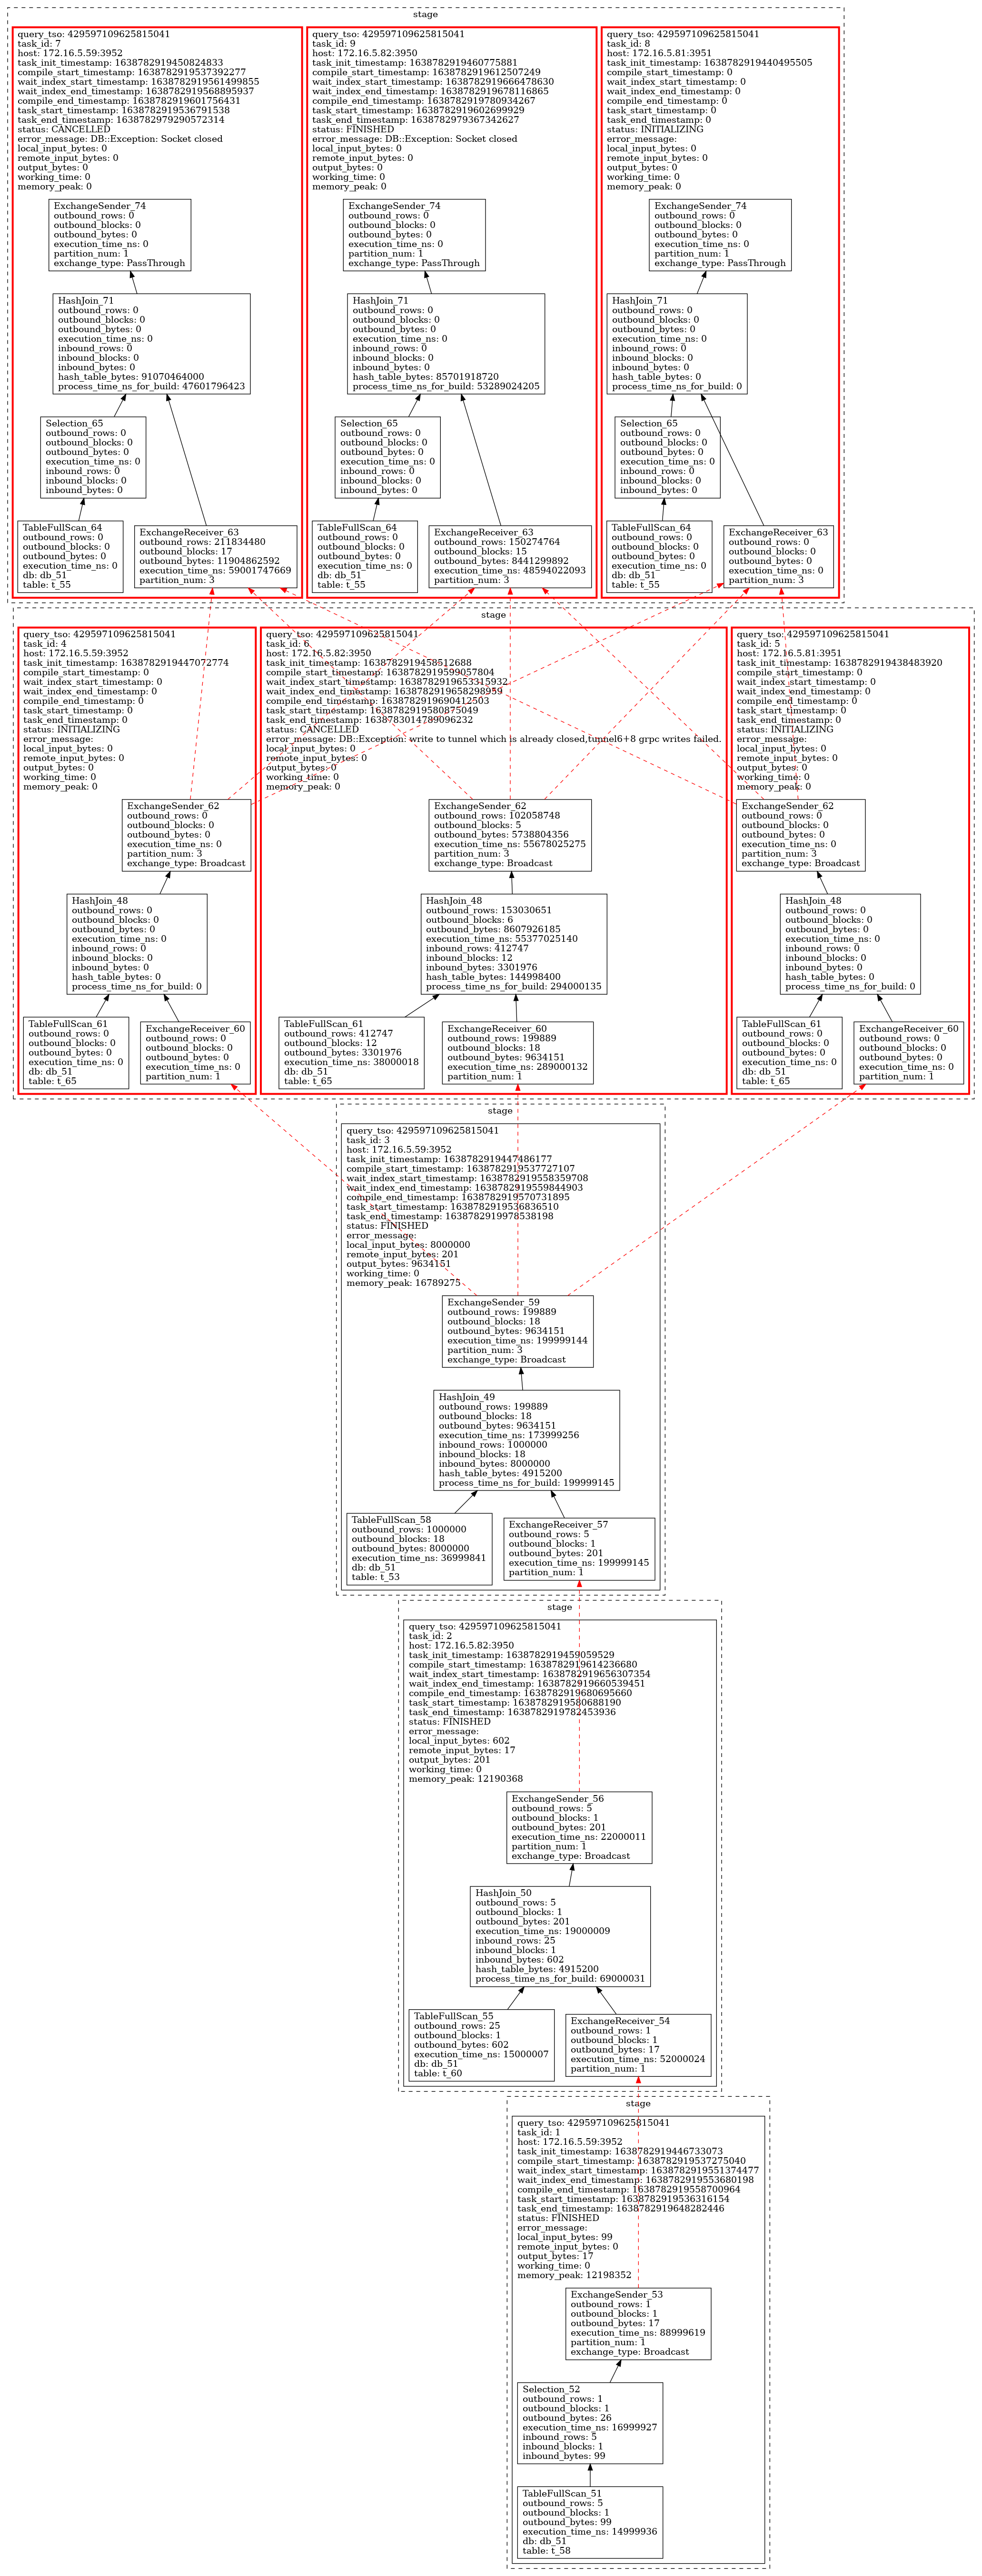 stage
query_tso: 429597109625815041
task_id: 7
host: 172.16.5.59:3952
task_init_timestamp: 1638782919450824833
compile_start_timestamp: 1638782919537392277
wait_index_start_timestamp: 1638782919561499855
wait_index_end_timestamp: 1638782919568895937
compile_end_timestamp: 1638782919601756431
task_start_timestamp: 1638782919536791538
task_end_timestamp: 1638782979290572314
status: CANCELLED
error_message: DB::Exception: Socket closed
local_input_bytes: 0
remote_input_bytes: 0
output_bytes: 0
working_time: 0
memory_peak: 0
ExchangeSender_74
outbound_rows: 0
outbound_blocks: 0
outbound_bytes: 0
execution_time_ns: 0
partition_num: 1
exchange_type: PassThrough
HashJoin_71
outbound_rows: 0
outbound_blocks: 0
outbound_bytes: 0
execution_time_ns: 0
inbound_rows: 0
inbound_blocks: 0
inbound_bytes: 0
hash_table_bytes: 91070464000
process_time_ns_for_build: 47601796423
Selection_65
outbound_rows: 0
outbound_blocks: 0
outbound_bytes: 0
execution_time_ns: 0
inbound_rows: 0
inbound_blocks: 0
inbound_bytes: 0
TableFullScan_64
outbound_rows: 0
outbound_blocks: 0
outbound_bytes: 0
execution_time_ns: 0
db: db_51
table: t_55
ExchangeReceiver_63
outbound_rows: 211834480
outbound_blocks: 17
outbound_bytes: 11904862592
execution_time_ns: 59001747669
partition_num: 3
query_tso: 429597109625815041
task_id: 9
host: 172.16.5.82:3950
task_init_timestamp: 1638782919460775881
compile_start_timestamp: 1638782919612507249
wait_index_start_timestamp: 1638782919666478630
wait_index_end_timestamp: 1638782919678116865
compile_end_timestamp: 1638782919780934267
task_start_timestamp: 1638782919602699929
task_end_timestamp: 1638782979367342627
status: FINISHED
error_message: DB::Exception: Socket closed
local_input_bytes: 0
remote_input_bytes: 0
output_bytes: 0
working_time: 0
memory_peak: 0
ExchangeSender_74
outbound_rows: 0
outbound_blocks: 0
outbound_bytes: 0
execution_time_ns: 0
partition_num: 1
exchange_type: PassThrough
HashJoin_71
outbound_rows: 0
outbound_blocks: 0
outbound_bytes: 0
execution_time_ns: 0
inbound_rows: 0
inbound_blocks: 0
inbound_bytes: 0
hash_table_bytes: 85701918720
process_time_ns_for_build: 53289024205
Selection_65
outbound_rows: 0
outbound_blocks: 0
outbound_bytes: 0
execution_time_ns: 0
inbound_rows: 0
inbound_blocks: 0
inbound_bytes: 0
TableFullScan_64
outbound_rows: 0
outbound_blocks: 0
outbound_bytes: 0
execution_time_ns: 0
db: db_51
table: t_55
ExchangeReceiver_63
outbound_rows: 150274764
outbound_blocks: 15
outbound_bytes: 8441299892
execution_time_ns: 48594022093
partition_num: 3
query_tso: 429597109625815041
task_id: 8
host: 172.16.5.81:3951
task_init_timestamp: 1638782919440495505
compile_start_timestamp: 0
wait_index_start_timestamp: 0
wait_index_end_timestamp: 0
compile_end_timestamp: 0
task_start_timestamp: 0
task_end_timestamp: 0
status: INITIALIZING
error_message:
local_input_bytes: 0
remote_input_bytes: 0
output_bytes: 0
working_time: 0
memory_peak: 0
ExchangeSender_74
outbound_rows: 0
outbound_blocks: 0
outbound_bytes: 0
execution_time_ns: 0
partition_num: 1
exchange_type: PassThrough
HashJoin_71
outbound_rows: 0
outbound_blocks: 0
outbound_bytes: 0
execution_time_ns: 0
inbound_rows: 0
inbound_blocks: 0
inbound_bytes: 0
hash_table_bytes: 0
process_time_ns_for_build: 0
Selection_65
outbound_rows: 0
outbound_blocks: 0
outbound_bytes: 0
execution_time_ns: 0
inbound_rows: 0
inbound_blocks: 0
inbound_bytes: 0
TableFullScan_64
outbound_rows: 0
outbound_blocks: 0
outbound_bytes: 0
execution_time_ns: 0
db: db_51
table: t_55
ExchangeReceiver_63
outbound_rows: 0
outbound_blocks: 0
outbound_bytes: 0
execution_time_ns: 0
partition_num: 3
stage
query_tso: 429597109625815041
task_id: 4
host: 172.16.5.59:3952
task_init_timestamp: 1638782919447072774
compile_start_timestamp: 0
wait_index_start_timestamp: 0
wait_index_end_timestamp: 0
compile_end_timestamp: 0
task_start_timestamp: 0
task_end_timestamp: 0
status: INITIALIZING
error_message:
local_input_bytes: 0
remote_input_bytes: 0
output_bytes: 0
working_time: 0
memory_peak: 0
ExchangeSender_62
outbound_rows: 0
outbound_blocks: 0
outbound_bytes: 0
execution_time_ns: 0
partition_num: 3
exchange_type: Broadcast
HashJoin_48
outbound_rows: 0
outbound_blocks: 0
outbound_bytes: 0
execution_time_ns: 0
inbound_rows: 0
inbound_blocks: 0
inbound_bytes: 0
hash_table_bytes: 0
process_time_ns_for_build: 0
TableFullScan_61
outbound_rows: 0
outbound_blocks: 0
outbound_bytes: 0
execution_time_ns: 0
db: db_51
table: t_65
ExchangeReceiver_60
outbound_rows: 0
outbound_blocks: 0
outbound_bytes: 0
execution_time_ns: 0
partition_num: 1
query_tso: 429597109625815041
task_id: 6
host: 172.16.5.82:3950
task_init_timestamp: 1638782919458512688
compile_start_timestamp: 1638782919599057804
wait_index_start_timestamp: 1638782919653315932
wait_index_end_timestamp: 1638782919658298959
compile_end_timestamp: 1638782919690412503
task_start_timestamp: 1638782919580875049
task_end_timestamp: 1638783014789096232
status: CANCELLED
error_message: DB::Exception: write to tunnel which is already closed,tunnel6+8 grpc writes failed.
local_input_bytes: 0
remote_input_bytes: 0
output_bytes: 0
working_time: 0
memory_peak: 0
ExchangeSender_62
outbound_rows: 102058748
outbound_blocks: 5
outbound_bytes: 5738804356
execution_time_ns: 55678025275
partition_num: 3
exchange_type: Broadcast
HashJoin_48
outbound_rows: 153030651
outbound_blocks: 6
outbound_bytes: 8607926185
execution_time_ns: 55377025140
inbound_rows: 412747
inbound_blocks: 12
inbound_bytes: 3301976
hash_table_bytes: 144998400
process_time_ns_for_build: 294000135
TableFullScan_61
outbound_rows: 412747
outbound_blocks: 12
outbound_bytes: 3301976
execution_time_ns: 38000018
db: db_51
table: t_65
ExchangeReceiver_60
outbound_rows: 199889
outbound_blocks: 18
outbound_bytes: 9634151
execution_time_ns: 289000132
partition_num: 1
query_tso: 429597109625815041
task_id: 5
host: 172.16.5.81:3951
task_init_timestamp: 1638782919438483920
compile_start_timestamp: 0
wait_index_start_timestamp: 0
wait_index_end_timestamp: 0
compile_end_timestamp: 0
task_start_timestamp: 0
task_end_timestamp: 0
status: INITIALIZING
error_message:
local_input_bytes: 0
remote_input_bytes: 0
output_bytes: 0
working_time: 0
memory_peak: 0
ExchangeSender_62
outbound_rows: 0
outbound_blocks: 0
outbound_bytes: 0
execution_time_ns: 0
partition_num: 3
exchange_type: Broadcast
HashJoin_48
outbound_rows: 0
outbound_blocks: 0
outbound_bytes: 0
execution_time_ns: 0
inbound_rows: 0
inbound_blocks: 0
inbound_bytes: 0
hash_table_bytes: 0
process_time_ns_for_build: 0
TableFullScan_61
outbound_rows: 0
outbound_blocks: 0
outbound_bytes: 0
execution_time_ns: 0
db: db_51
table: t_65
ExchangeReceiver_60
outbound_rows: 0
outbound_blocks: 0
outbound_bytes: 0
execution_time_ns: 0
partition_num: 1
stage
query_tso: 429597109625815041
task_id: 3
host: 172.16.5.59:3952
task_init_timestamp: 1638782919447486177
compile_start_timestamp: 1638782919537727107
wait_index_start_timestamp: 1638782919558359708
wait_index_end_timestamp: 1638782919559844903
compile_end_timestamp: 1638782919570731895
task_start_timestamp: 1638782919536836510
task_end_timestamp: 1638782919978538198
status: FINISHED
error_message:
local_input_bytes: 8000000
remote_input_bytes: 201
output_bytes: 9634151
working_time: 0
memory_peak: 16789275
ExchangeSender_59
outbound_rows: 199889
outbound_blocks: 18
outbound_bytes: 9634151
execution_time_ns: 199999144
partition_num: 3
exchange_type: Broadcast
HashJoin_49
outbound_rows: 199889
outbound_blocks: 18
outbound_bytes: 9634151
execution_time_ns: 173999256
inbound_rows: 1000000
inbound_blocks: 18
inbound_bytes: 8000000
hash_table_bytes: 4915200
process_time_ns_for_build: 199999145
TableFullScan_58
outbound_rows: 1000000
outbound_blocks: 18
outbound_bytes: 8000000
execution_time_ns: 36999841
db: db_51
table: t_53
ExchangeReceiver_57
outbound_rows: 5
outbound_blocks: 1
outbound_bytes: 201
execution_time_ns: 199999145
partition_num: 1
stage
query_tso: 429597109625815041
task_id: 2
host: 172.16.5.82:3950
task_init_timestamp: 1638782919459059529
compile_start_timestamp: 1638782919614236680
wait_index_start_timestamp: 1638782919656307354
wait_index_end_timestamp: 1638782919660539451
compile_end_timestamp: 1638782919680695660
task_start_timestamp: 1638782919580688190
task_end_timestamp: 1638782919782453936
status: FINISHED
error_message:
local_input_bytes: 602
remote_input_bytes: 17
output_bytes: 201
working_time: 0
memory_peak: 12190368
ExchangeSender_56
outbound_rows: 5
outbound_blocks: 1
outbound_bytes: 201
execution_time_ns: 22000011
partition_num: 1
exchange_type: Broadcast
HashJoin_50
outbound_rows: 5
outbound_blocks: 1
outbound_bytes: 201
execution_time_ns: 19000009
inbound_rows: 25
inbound_blocks: 1
inbound_bytes: 602
hash_table_bytes: 4915200
process_time_ns_for_build: 69000031
TableFullScan_55
outbound_rows: 25
outbound_blocks: 1
outbound_bytes: 602
execution_time_ns: 15000007
db: db_51
table: t_60
ExchangeReceiver_54
outbound_rows: 1
outbound_blocks: 1
outbound_bytes: 17
execution_time_ns: 52000024
partition_num: 1
stage
query_tso: 429597109625815041
task_id: 1
host: 172.16.5.59:3952
task_init_timestamp: 1638782919446733073
compile_start_timestamp: 1638782919537275040
wait_index_start_timestamp: 1638782919551374477
wait_index_end_timestamp: 1638782919553680198
compile_end_timestamp: 1638782919558700964
task_start_timestamp: 1638782919536316154
task_end_timestamp: 1638782919648282446
status: FINISHED
error_message:
local_input_bytes: 99
remote_input_bytes: 0
output_bytes: 17
working_time: 0
memory_peak: 12198352
ExchangeSender_53
outbound_rows: 1
outbound_blocks: 1
outbound_bytes: 17
execution_time_ns: 88999619
partition_num: 1
exchange_type: Broadcast
Selection_52
outbound_rows: 1
outbound_blocks: 1
outbound_bytes: 26
execution_time_ns: 16999927
inbound_rows: 5
inbound_blocks: 1
inbound_bytes: 99
TableFullScan_51
outbound_rows: 5
outbound_blocks: 1
outbound_bytes: 99
execution_time_ns: 14999936
db: db_51
table: t_58